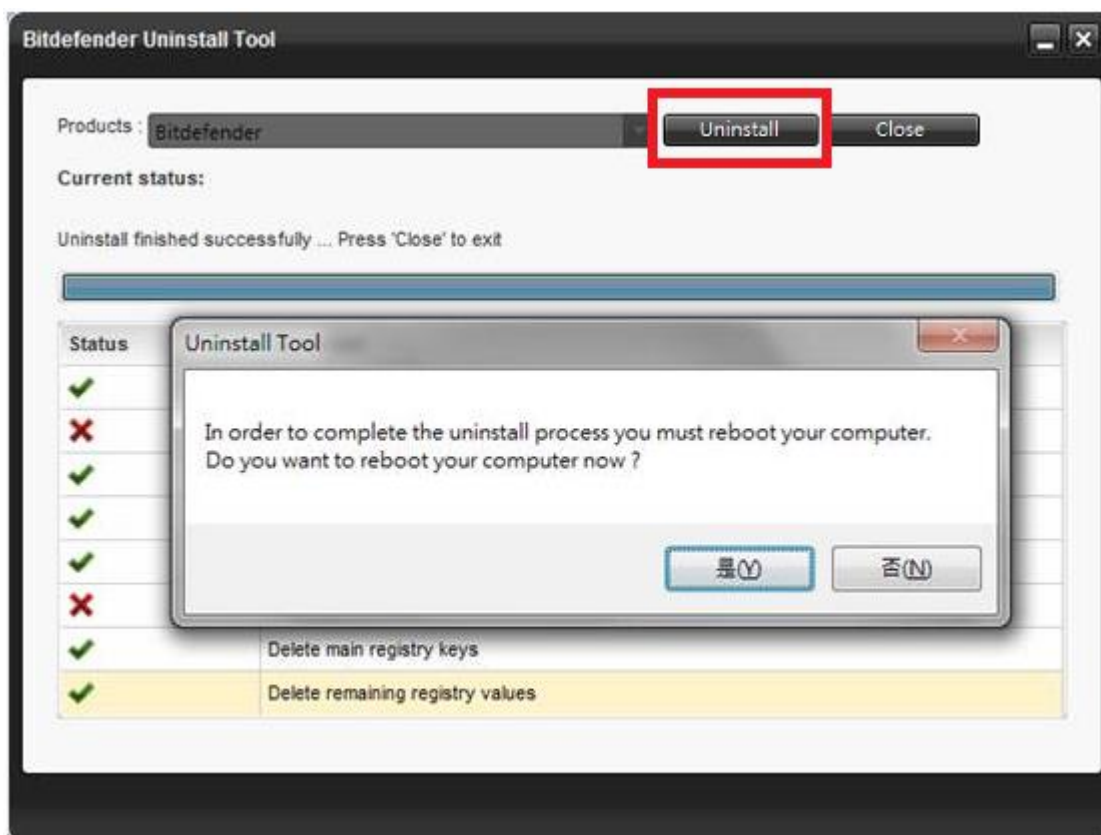 Bitdefender Uninstall Tool
Products : Bitdefender Uninstall Close
Current status:
Uninstall finished successfully ... Press 'Close' to exit
Status
Uninstall Tool
In order to complete the uninstall process you must reboot your computer.
Do you want to reboot your computer now ?
是(Y) 否(N)
Delete main registry keys
Delete remaining registry values